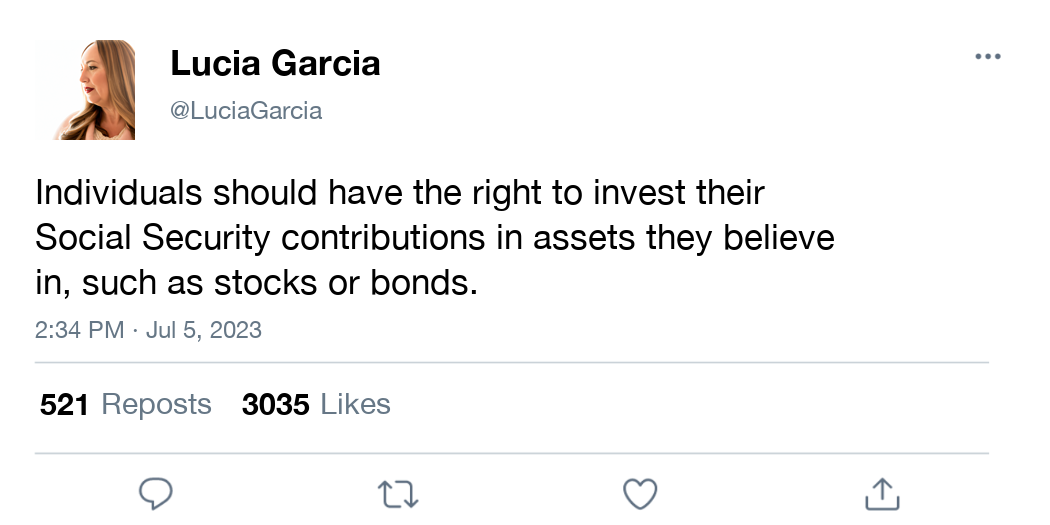 Lucia Garcia
@LuciaGarcia
Individuals should have the right to invest their
Social Security contributions in assets they believe
in, such as stocks or bonds.
2:34 PM · Jul 5, 2023
521 Reposts 3035 Likes